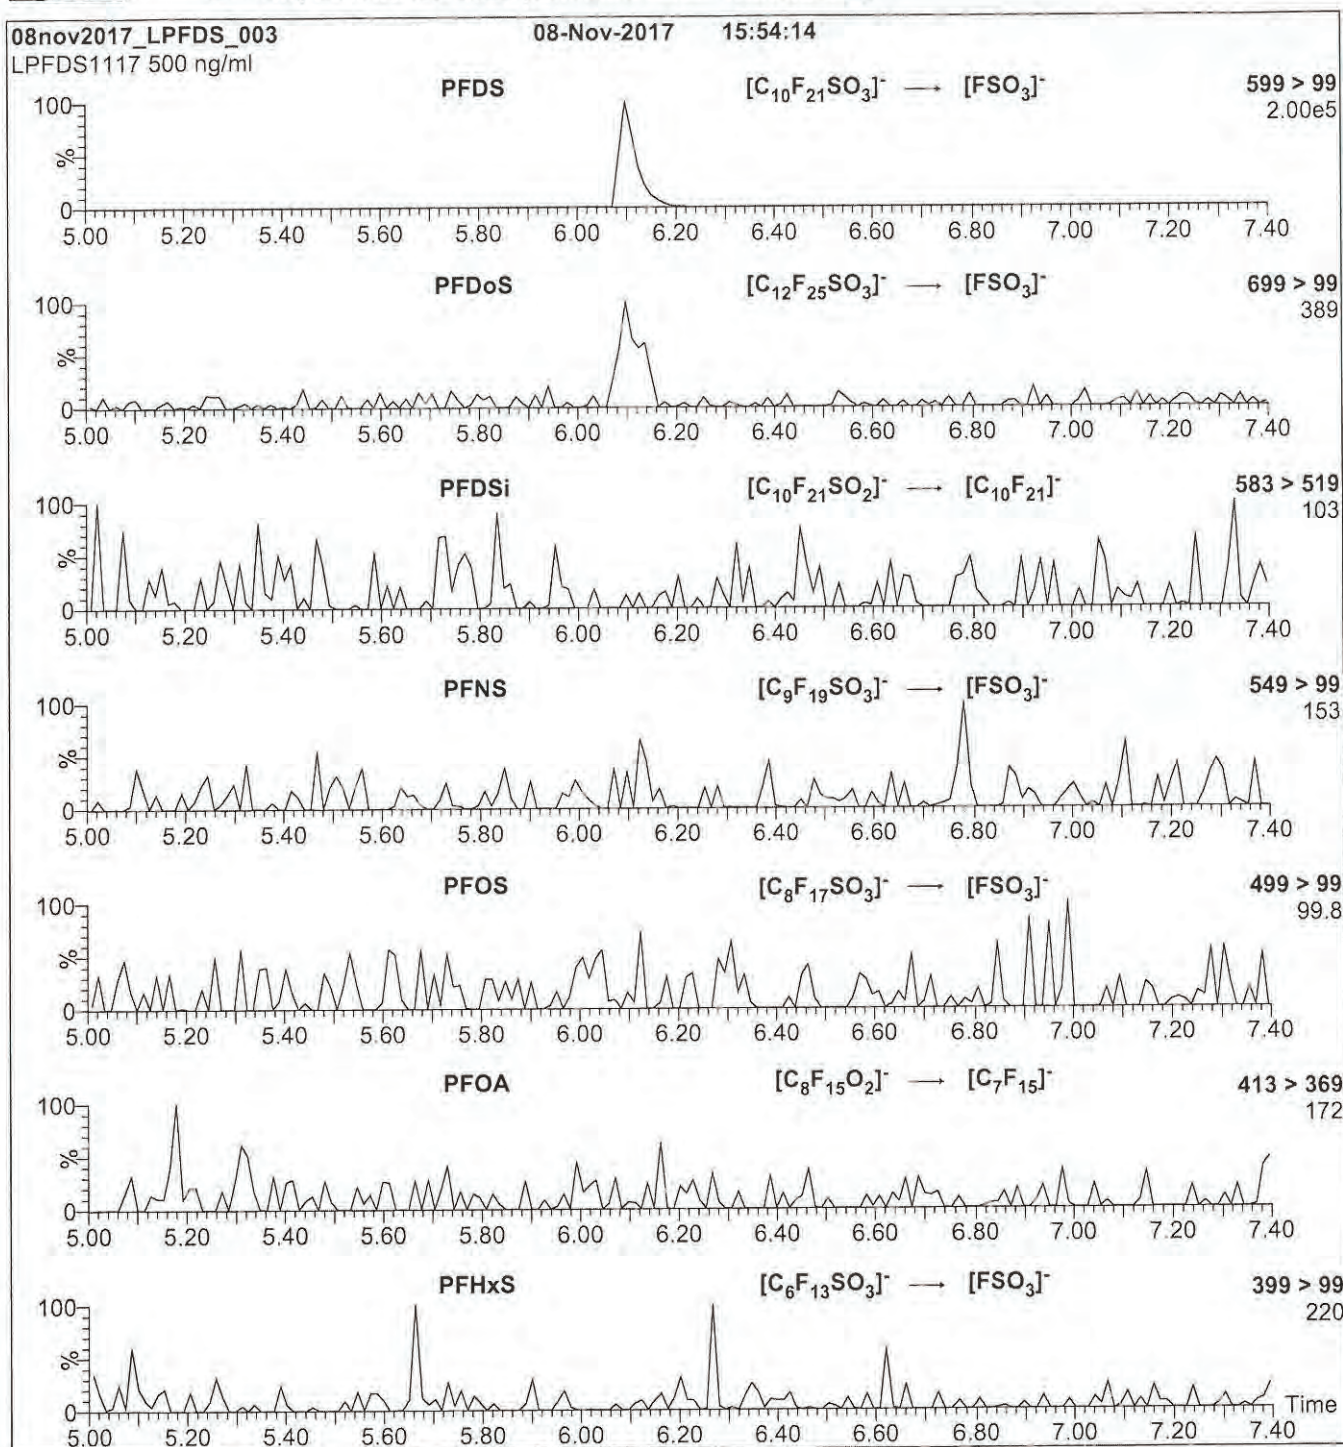 08nov2017_LPFDS_003 08-Nov-2017 15:54:14
LPFDS1117 500 ng/ml
PFDS [C10F21SO3]- → [FSO3]- 599 > 99
2.00e5
100
%
0
5.00 5.20 5.40 5.60 5.80 6.00 6.20 6.40 6.60 6.80 7.00 7.20 7.40
PFDoS [C12F25SO3]- → [FSO3]- 699 > 99
389
100
%
0
5.00 5.20 5.40 5.60 5.80 6.00 6.20 6.40 6.60 6.80 7.00 7.20 7.40
PFDSi [C10F21SO2]- → [C10F21]- 583 > 519
103
100
%
0
5.00 5.20 5.40 5.60 5.80 6.00 6.20 6.40 6.60 6.80 7.00 7.20 7.40
PFNS [C9F19SO3]- → [FSO3]- 549 > 99
153
100
%
0
5.00 5.20 5.40 5.60 5.80 6.00 6.20 6.40 6.60 6.80 7.00 7.20 7.40
PFOS [C8F17SO3]- → [FSO3]- 499 > 99
99.8
100
%
0
5.00 5.20 5.40 5.60 5.80 6.00 6.20 6.40 6.60 6.80 7.00 7.20 7.40
PFOA [C8F15O2]- → [C7F15]- 413 > 369
172
100
%
0
5.00 5.20 5.40 5.60 5.80 6.00 6.20 6.40 6.60 6.80 7.00 7.20 7.40
PFHxS [C6F13SO3]- → [FSO3]- 399 > 99
220
100
%
0 Time
5.00 5.20 5.40 5.60 5.80 6.00 6.20 6.40 6.60 6.80 7.00 7.20 7.40